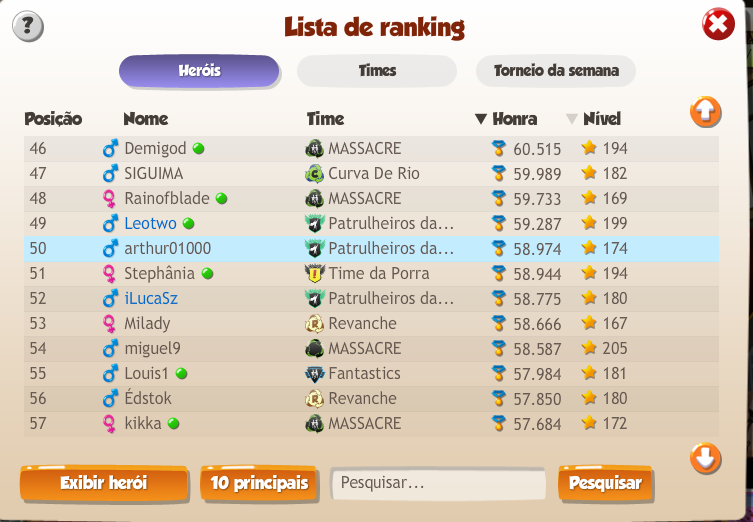 ?
Lista de ranking
Heróis Times Torneio da semana
Posição Nome Time Honra Nível
46 Demigod MASSACRE 60.515 194
47 SIGUIMA Curva De Rio 59.989 182
48 Rainofblade MASSACRE 59.733 169
49 Leotwo Patrulheiros da... 59.287 199
50 arthur01000 Patrulheiros da... 58.974 174
51 Stephânia Time da Porra 58.944 194
52 iLucaSz Patrulheiros da... 58.775 180
53 Milady Revanche 58.666 167
54 miguel9 MASSACRE 58.587 205
55 Louis1 Fantastics 57.984 181
56 Édstok Revanche 57.850 180
57 kikka MASSACRE 57.684 172
Exibir herói 10 principais Pesquisar... Pesquisar